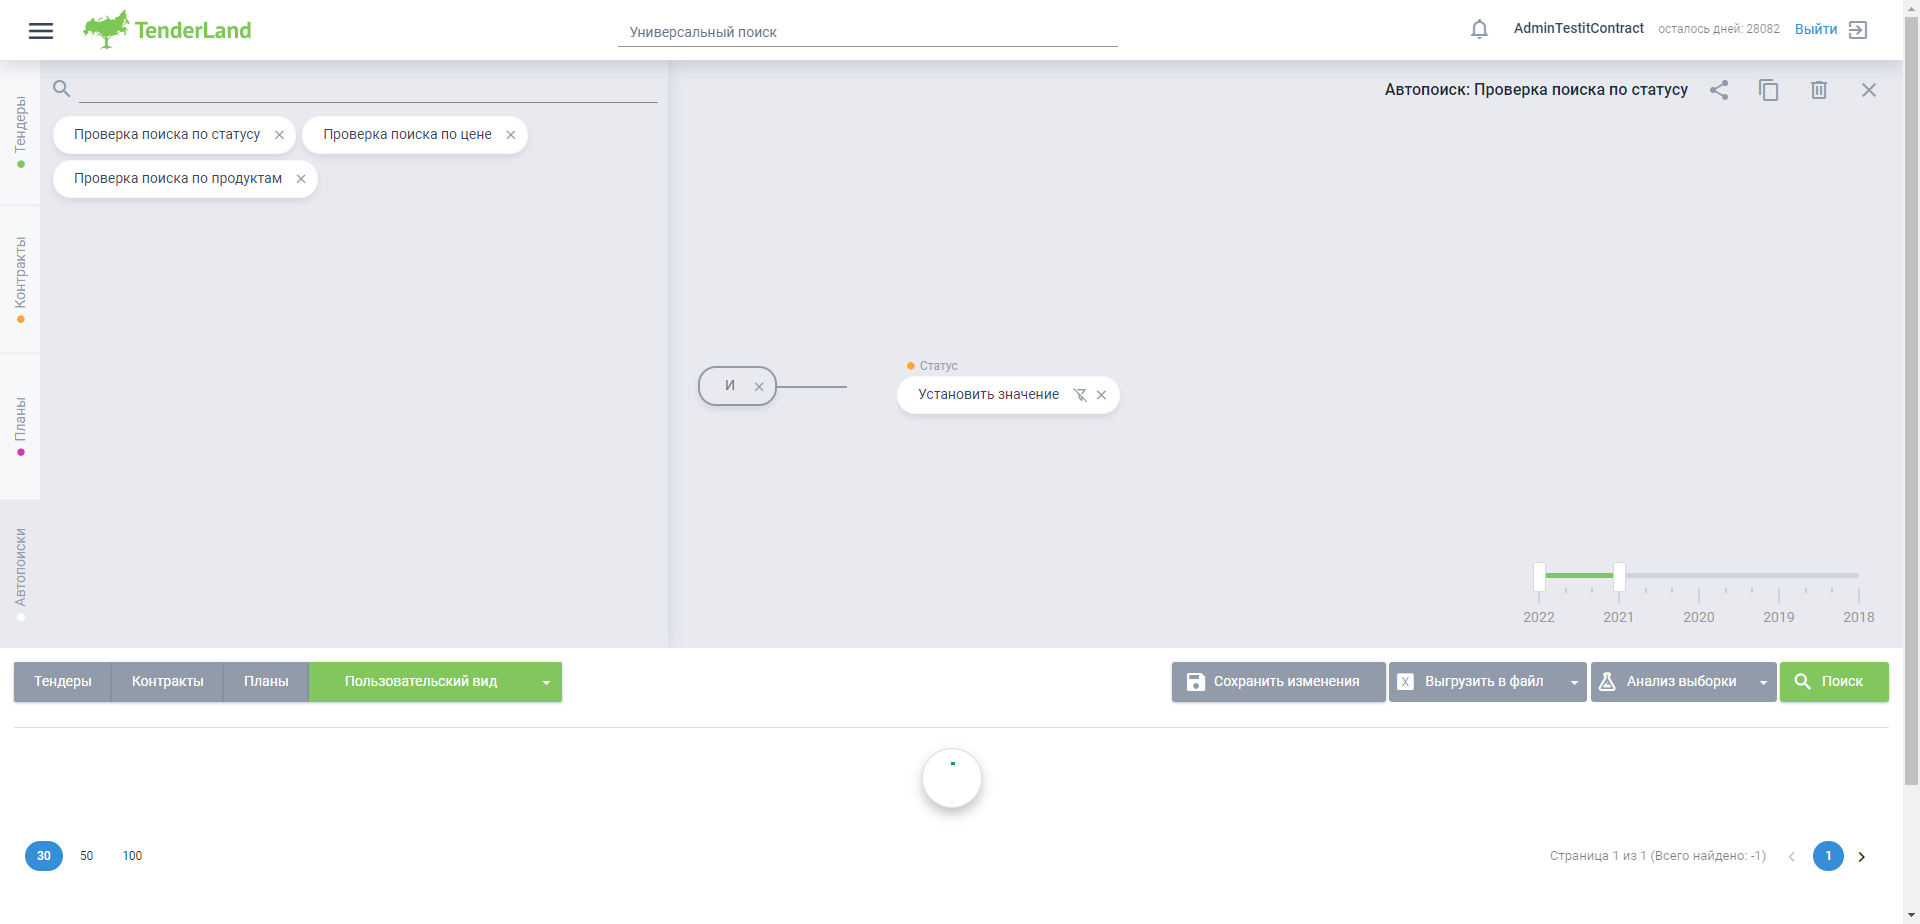 TenderLand
Универсальный поиск
AdminTestitContract
осталось дней: 28082
Выйти
Тендеры
Контракты
Планы
Автопоиски
Проверка поиска по статусу
Проверка поиска по цене
Проверка поиска по продуктам
Автопоиск: Проверка поиска по статусу
И
Статус
Установить значение
2022
2021
2020
2019
2018
Тендеры
Контракты
Планы
Пользовательский вид
Сохранить изменения
X
Выгрузить в файл
Анализ выборки
Поиск
30
50
100
Страница 1 из 1 (Всего найдено: -1)
1